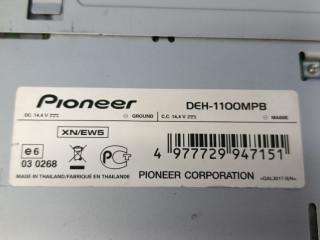 Pioneer DEH-1100MPB
DC. 14.4 V GROUND C.C. 14.4 V MASSE
XN/EW5
e6
03 0268
MADE IN THAILAND/FABRIQUÉ EN THAILANDE
4 977729 947151
PIONEER CORPORATION